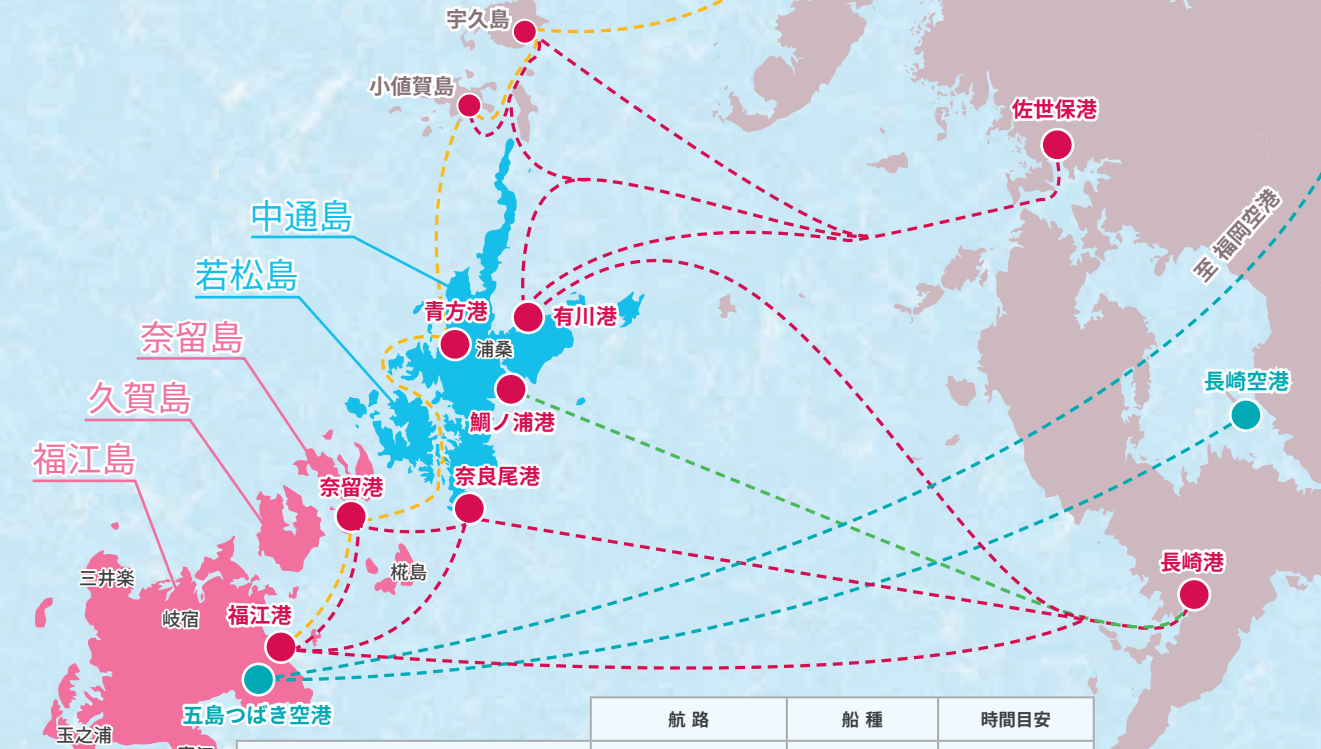 宇久島
小値賀島
佐世保港
至 福岡空港
中通島
若松島
青方港
有川港
奈留島
浦桑
長崎空港
久賀島
鯛ノ浦港
福江島
奈良尾港
奈留港
長崎港
三井楽
椛島
岐宿
福江港
五島つばき空港
玉之浦
航 路
船 種
時間目安